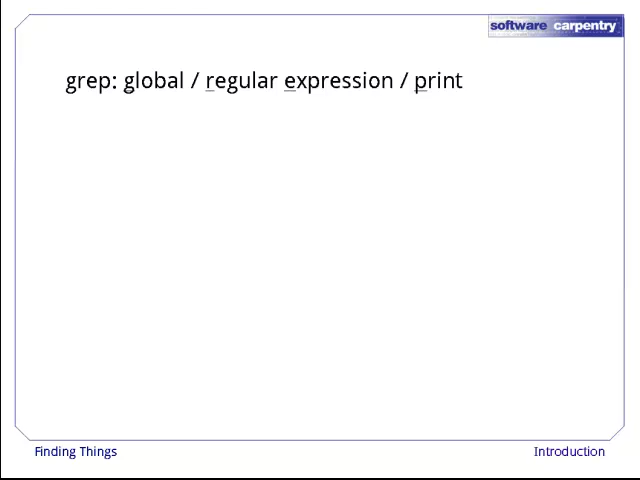 software carpentry
grep: global / regular expression / print
Finding Things
Introduction